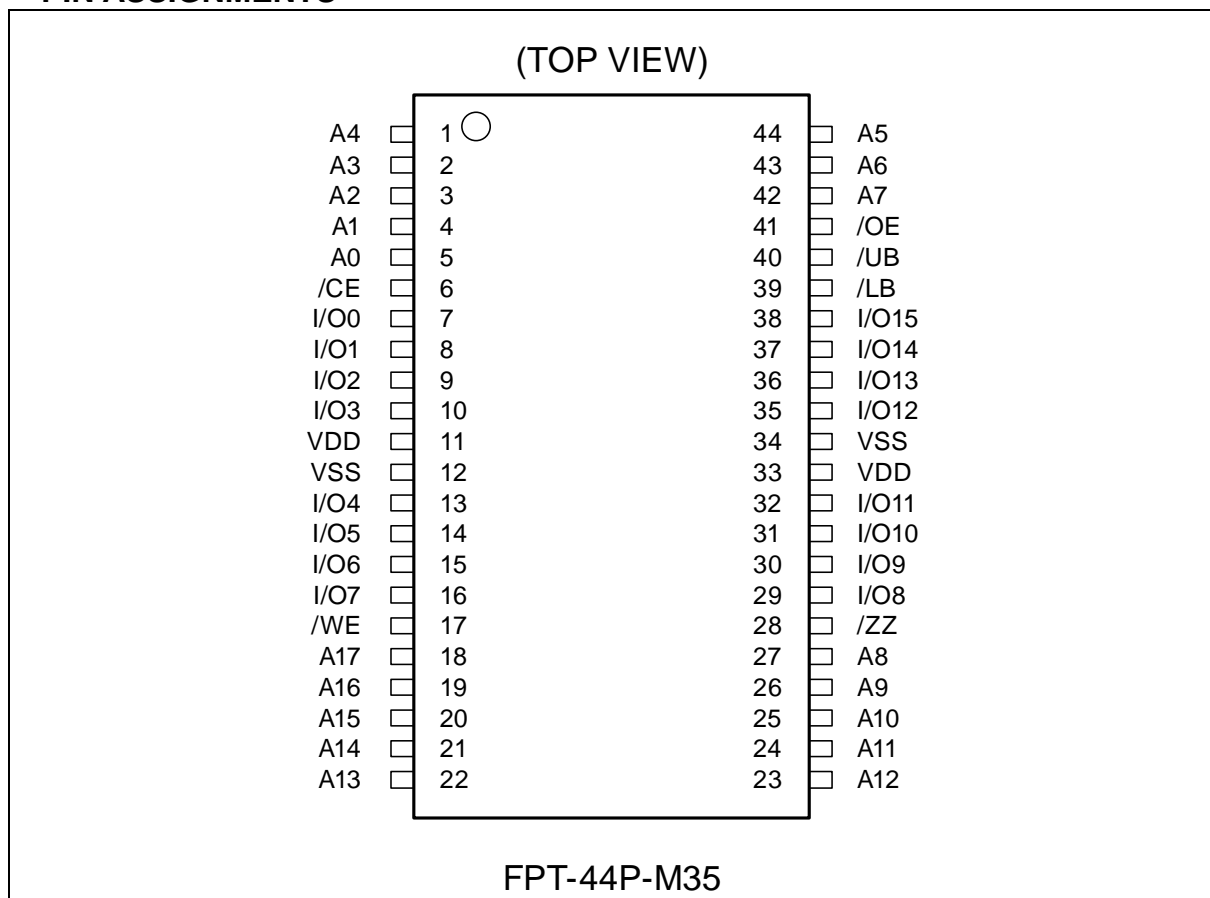 PIN ASSIGNMENTS
(TOP VIEW)
A4 1 44 A5
A3 2 43 A6
A2 3 42 A7
A1 4 41 /OE
A0 5 40 /UB
/CE 6 39 /LB
I/O0 7 38 I/O15
I/O1 8 37 I/O14
I/O2 9 36 I/O13
I/O3 10 35 I/O12
VDD 11 34 VSS
VSS 12 33 VDD
I/O4 13 32 I/O11
I/O5 14 31 I/O10
I/O6 15 30 I/O9
I/O7 16 29 I/O8
/WE 17 28 /ZZ
A17 18 27 A8
A16 19 26 A9
A15 20 25 A10
A14 21 24 A11
A13 22 23 A12
FPT-44P-M35